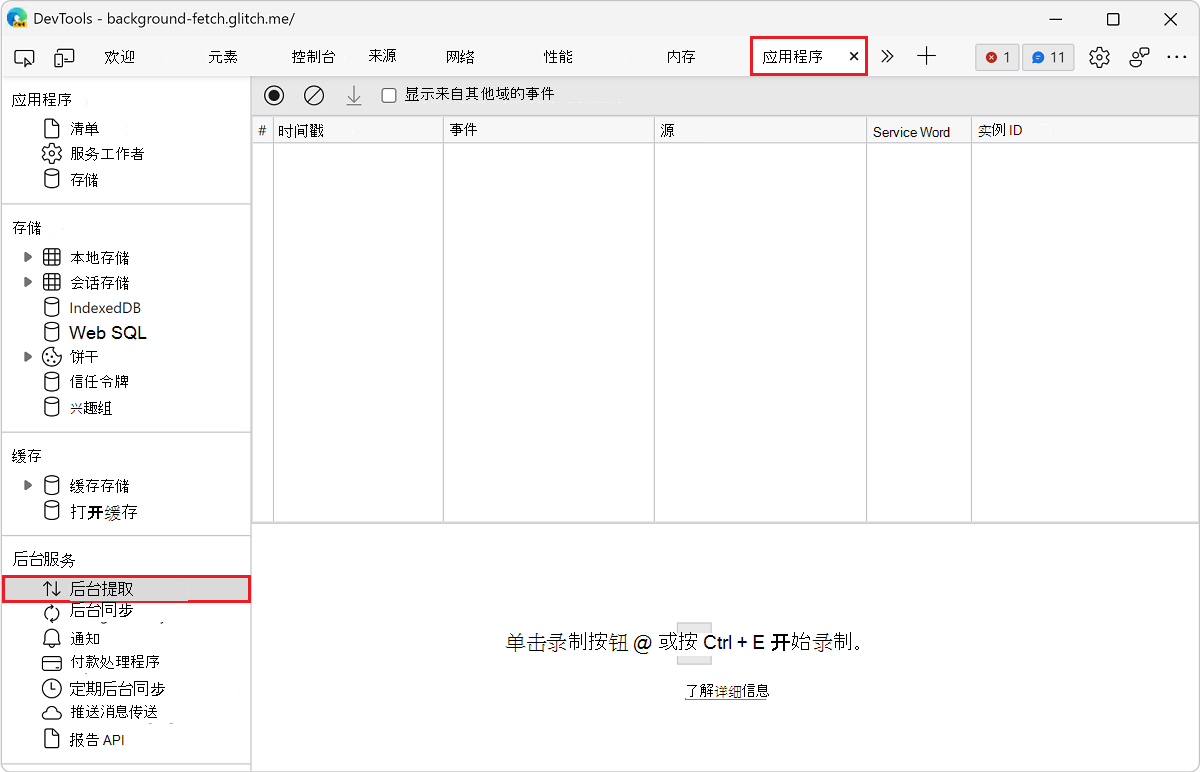 DevTools - background-fetch.glitch.me/
欢迎 元素 控制台 来源 网络 性能 内存 应用程序 1 11
应用程序
清单
服务工作者
存储
存储
本地存储
会话存储
IndexedDB
Web SQL
饼干
信任令牌
兴趣组
缓存
缓存存储
打开缓存
后台服务
后台提取
后台同步
通知
付款处理程序
定期后台同步
推送消息传送
报告 API
显示来自其他域的事件
# 时间戳 事件 源 Service Word 实例 ID
单击录制按钮 @ 或按 Ctrl + E 开始录制。
了解详细信息